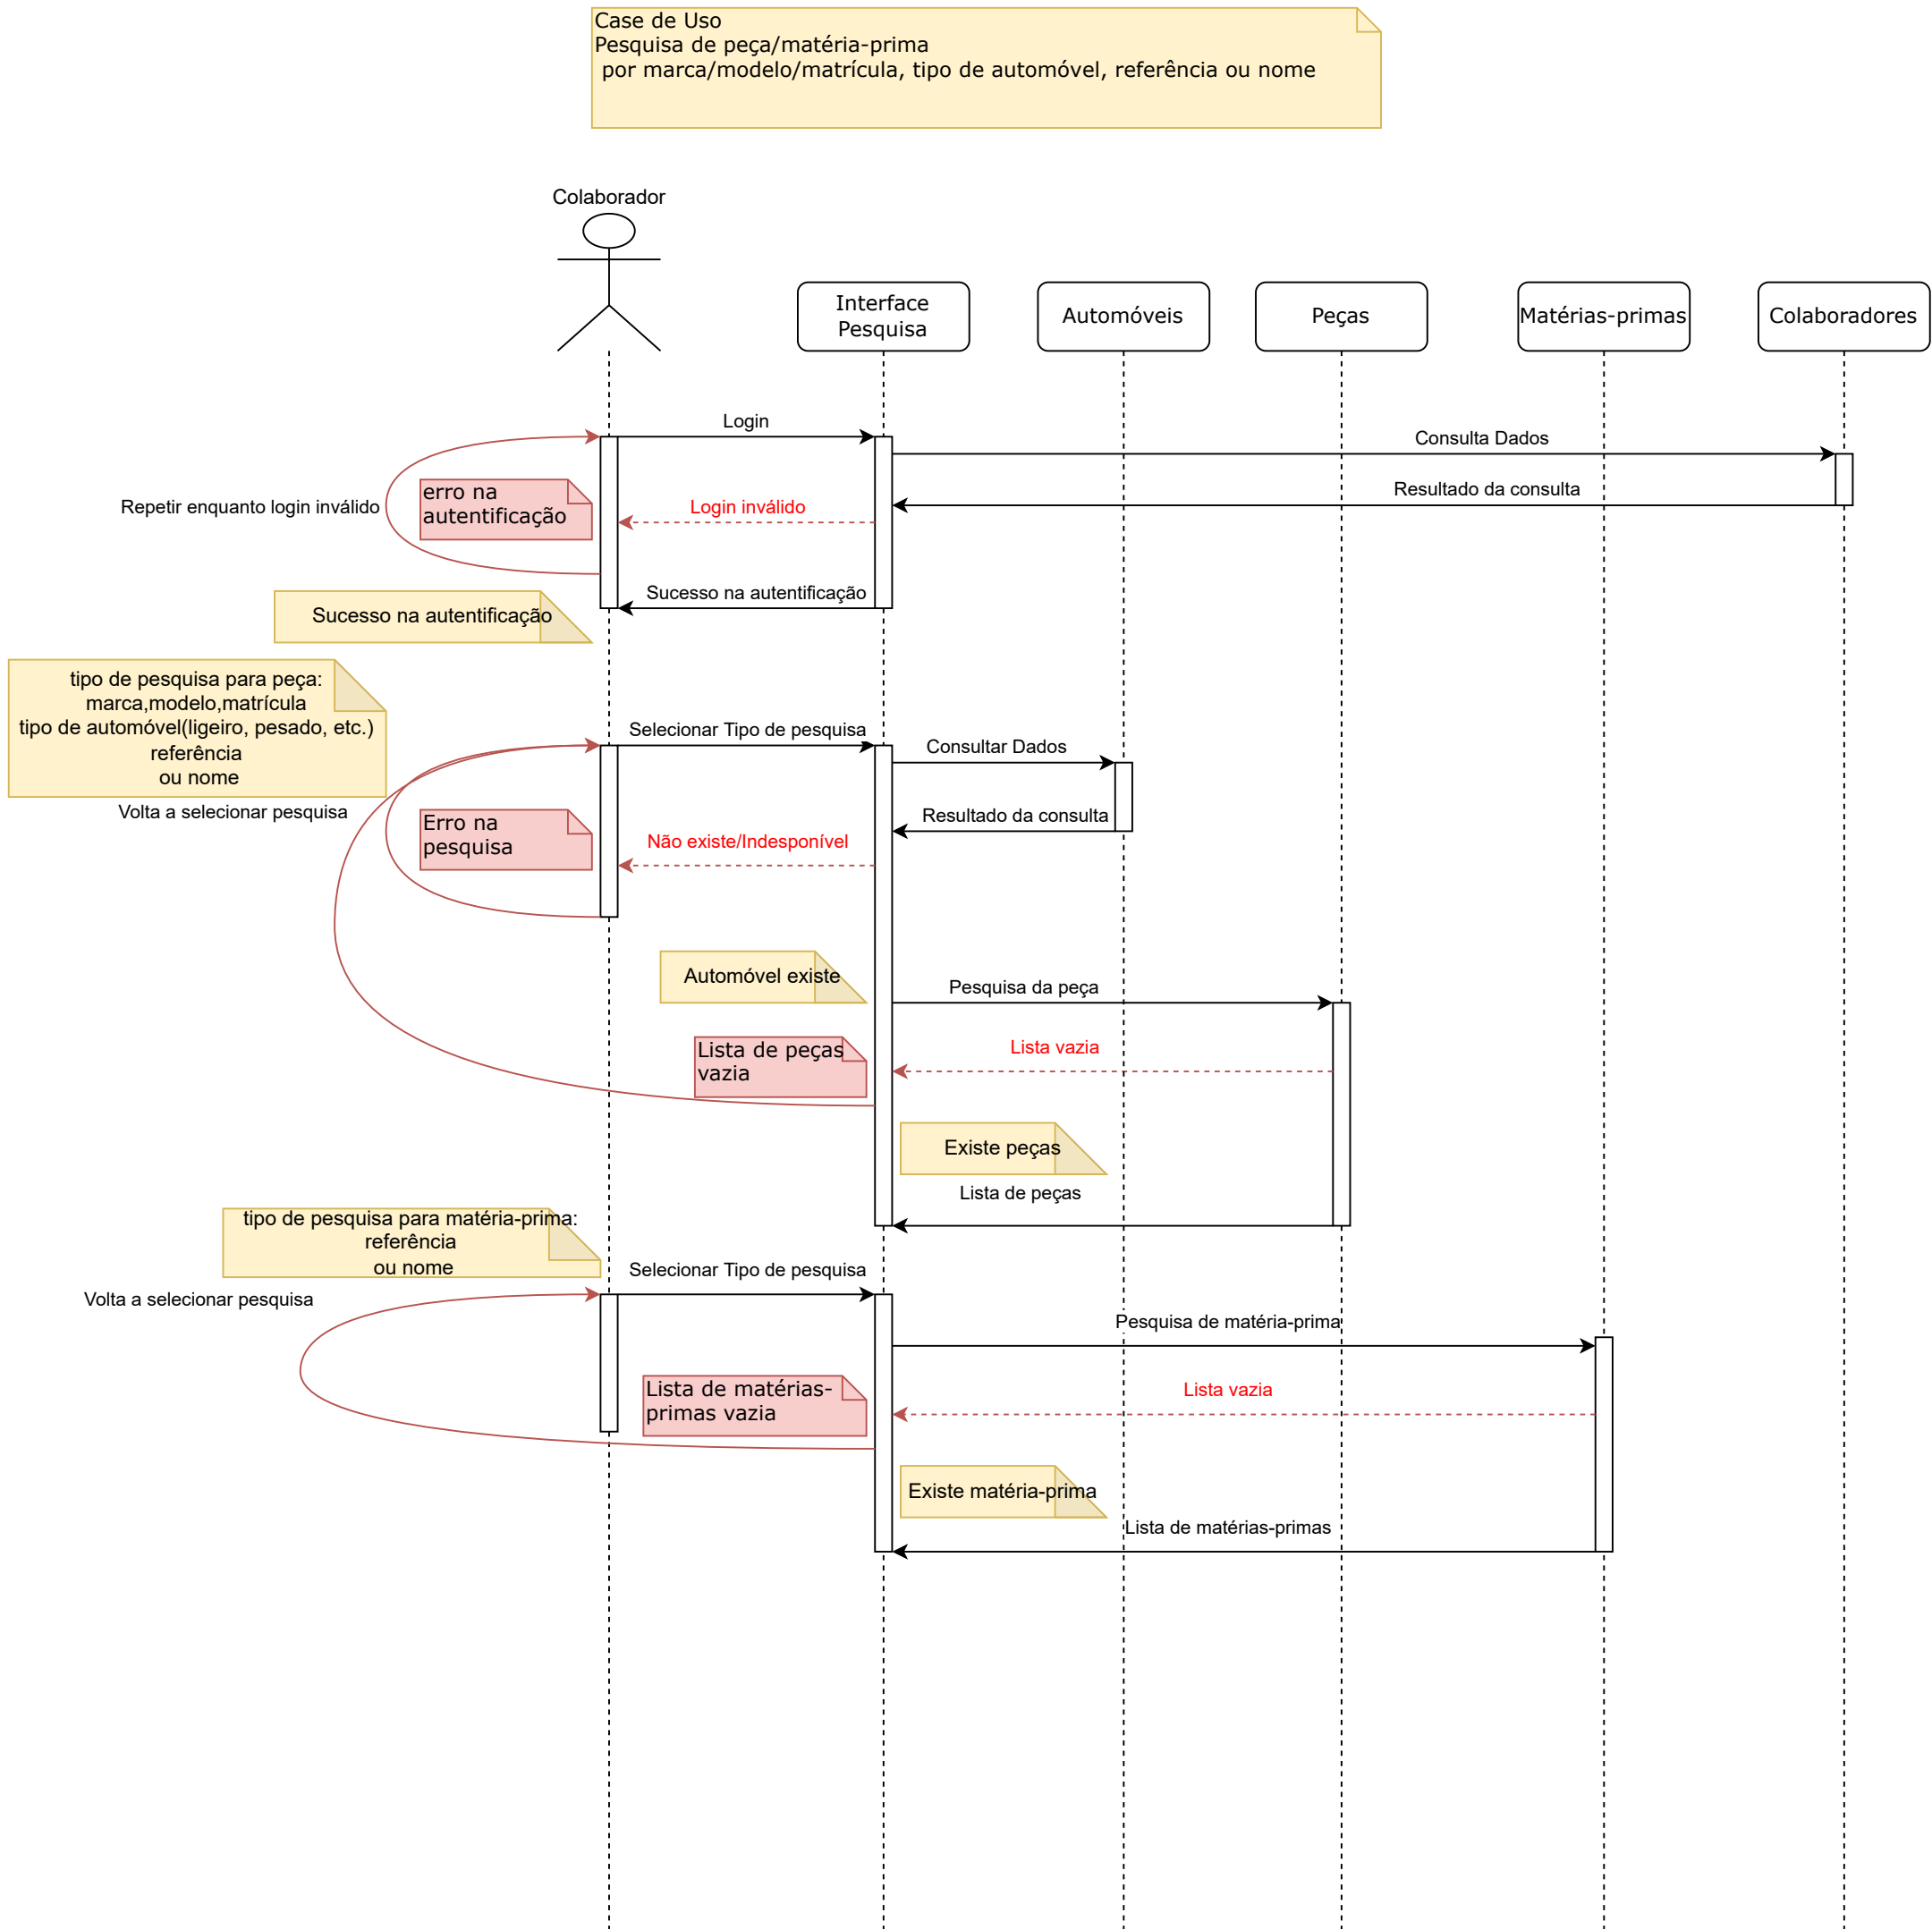 Case de Uso
Pesquisa de peça/matéria-prima
por marca/modelo/matrícula, tipo de automóvel, referência ou nome
Colaborador
Interface
Pesquisa
Automóveis
Peças
Matérias-primas
Colaboradores
Login
Consulta Dados
Resultado da consulta
erro na
autentificação
Repetir enquanto login inválido
Login inválido
Sucesso na autentificação
Sucesso na autentificação
tipo de pesquisa para peça:
marca,modelo,matrícula
tipo de automóvel(ligeiro, pesado, etc.)
referência
ou nome
Selecionar Tipo de pesquisa
Consultar Dados
Volta a selecionar pesquisa
Resultado da consulta
Erro na
pesquisa
Não existe/Indesponível
Automóvel existe
Pesquisa da peça
Lista de peças
vazia
Lista vazia
Existe peças
Lista de peças
tipo de pesquisa para matéria-prima:
referência
ou nome
Selecionar Tipo de pesquisa
Volta a selecionar pesquisa
Pesquisa de matéria-prima
Lista de matérias-
primas vazia
Lista vazia
Existe matéria-prima
Lista de matérias-primas